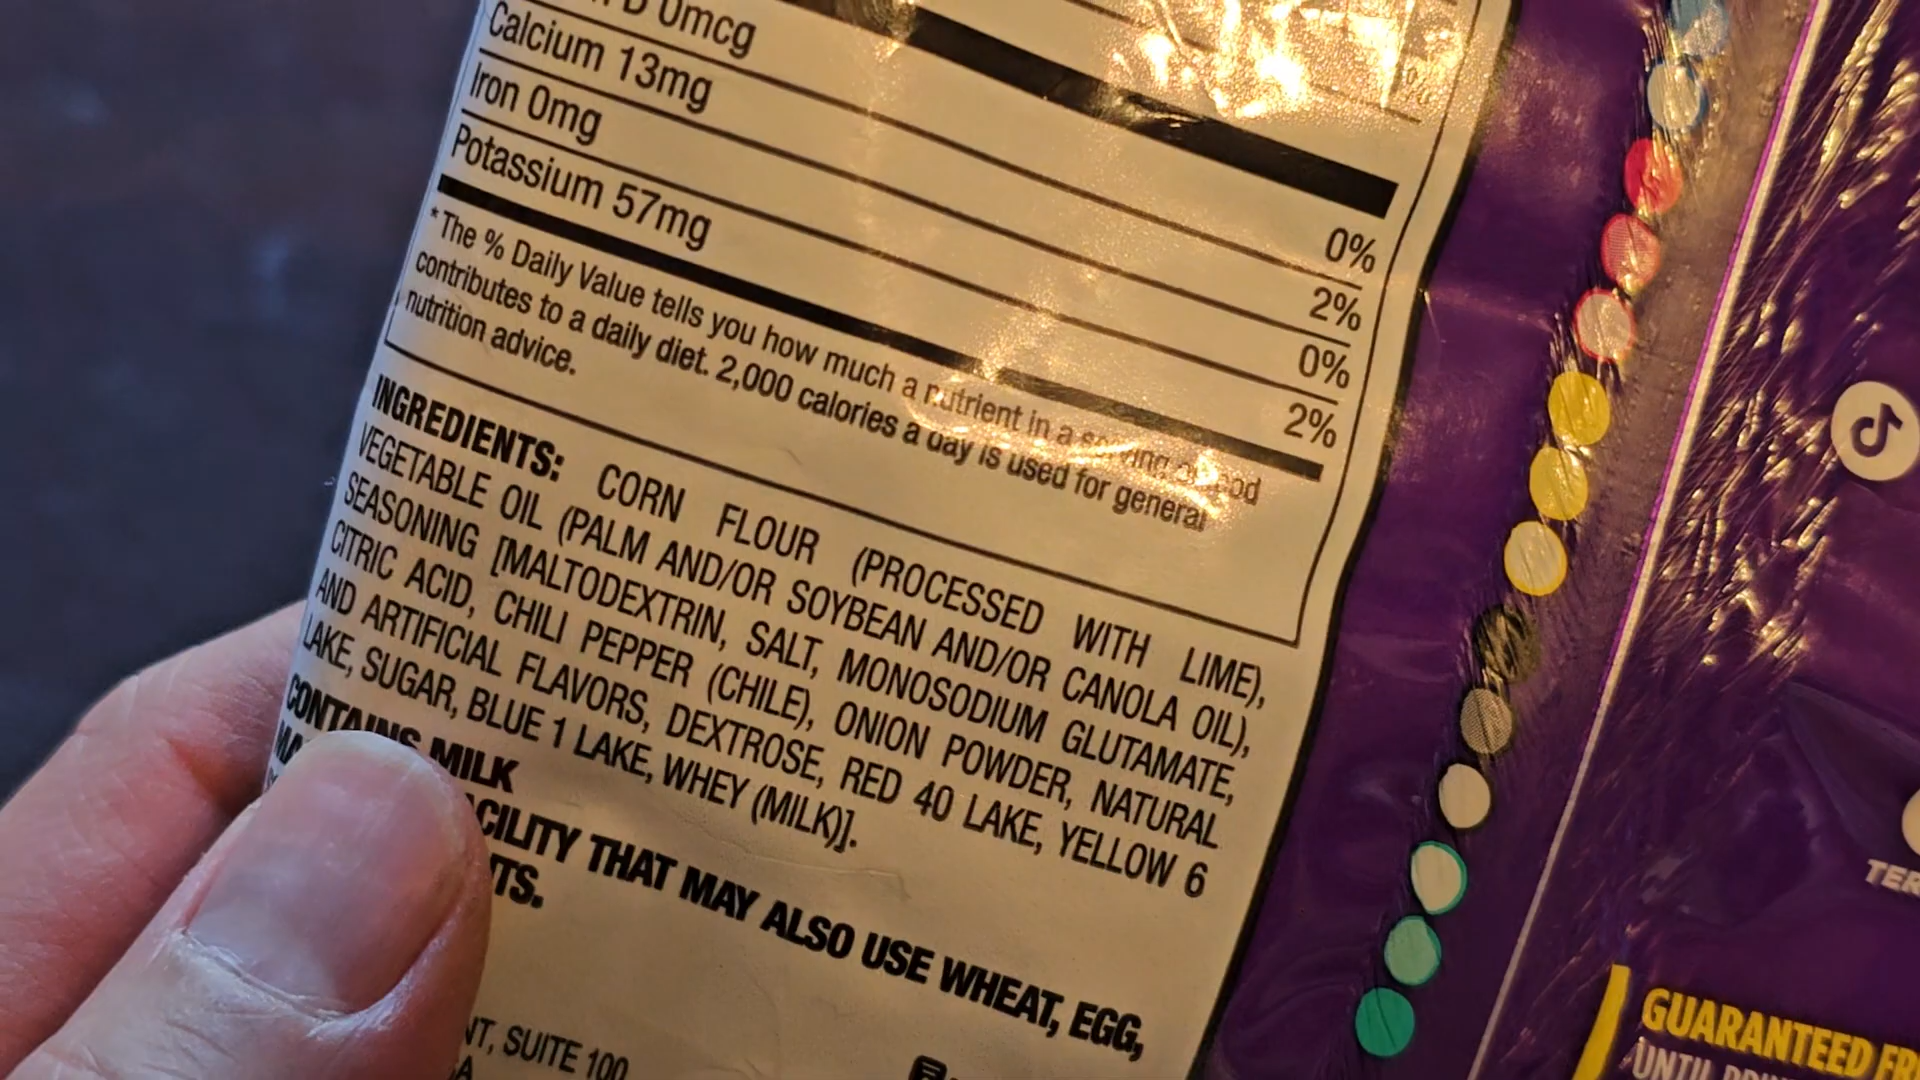 D 0mcg
0%
Calcium 13mg
2%
Iron 0mg
0%
Potassium 57mg
2%
* The % Daily Value tells you how much a nutrient in a serving of food
contributes to a daily diet. 2,000 calories a day is used for general
nutrition advice.
INGREDIENTS: CORN FLOUR (PROCESSED WITH LIME),
VEGETABLE OIL (PALM AND/OR SOYBEAN AND/OR CANOLA OIL),
SEASONING [MALTODEXTRIN, SALT, MONOSODIUM GLUTAMATE,
CITRIC ACID, CHILI PEPPER (CHILE), ONION POWDER, NATURAL
AND ARTIFICIAL FLAVORS, DEXTROSE, RED 40 LAKE, YELLOW 6
LAKE, SUGAR, BLUE 1 LAKE, WHEY (MILK)].
CONTAINS MILK
MA
ACILITY THAT MAY ALSO USE WHEAT, EGG,
TS.
NT, SUITE 100
SA
TER
GUARANTEED FR
UNTIL